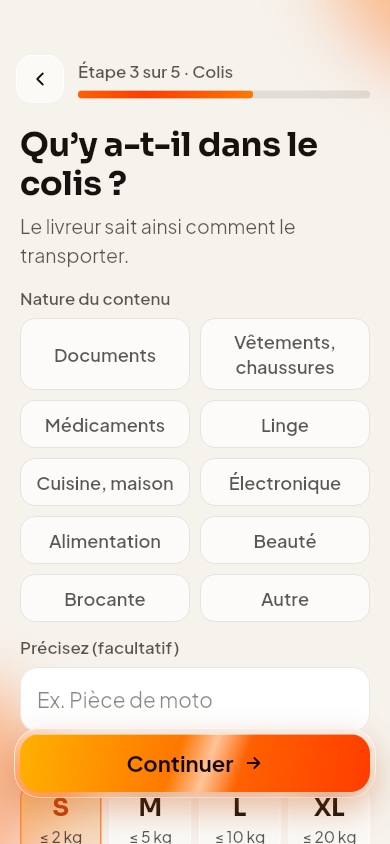 Étape 3 sur 5 · Colis
Qu’y a-t-il dans le
colis ?
Le livreur sait ainsi comment le
transporter.
Nature du contenu
Documents
Vêtements,
chaussures
Médicaments
Linge
Cuisine, maison
Électronique
Alimentation
Beauté
Brocante
Autre
Précisez (facultatif)
Ex. Pièce de moto
Continuer →
S
M
L
XL
≤ 2 kg
≤ 5 kg
≤ 10 kg
≤ 20 kg